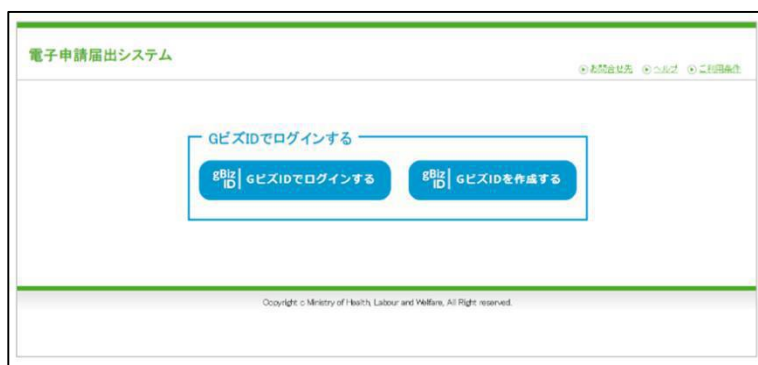 電子申請届出システム
お問合せ先 ヘルプ ご利用条件
GビズIDでログインする
gBiz ID GビズIDでログインする gBiz ID GビズIDを作成する
Copyright © Ministry of Health, Labour and Welfare, All Right reserved.